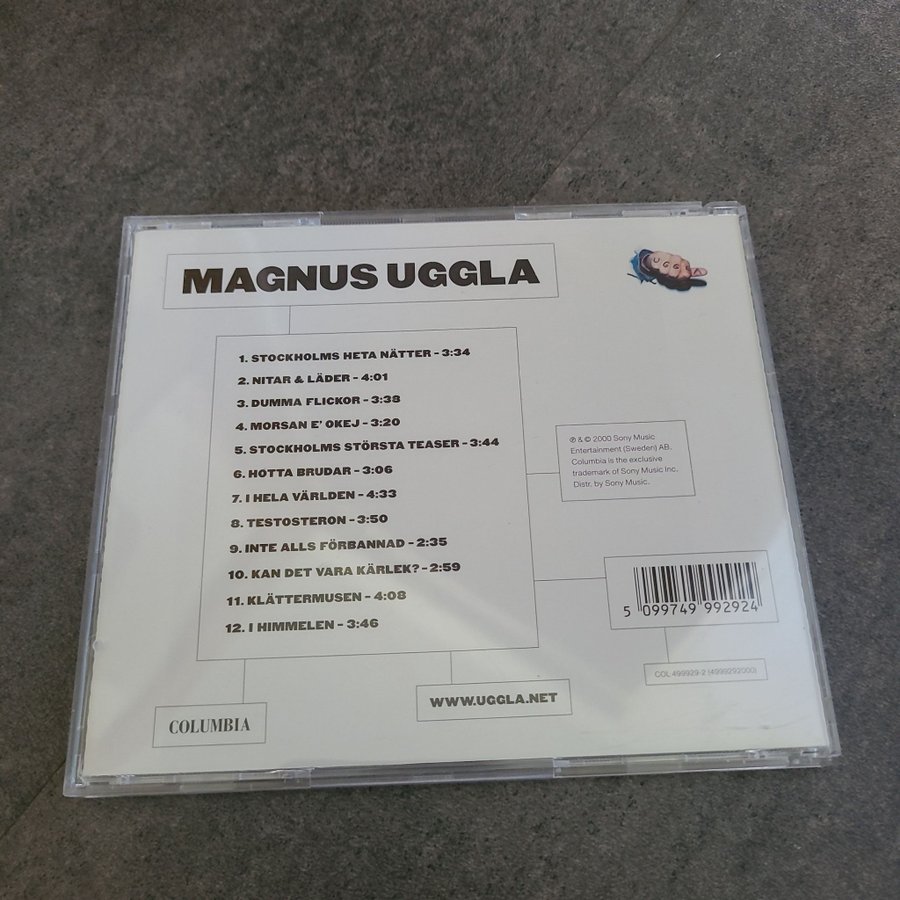 MAGNUS UGGLA
1. STOCKHOLMS HETA NÄTTER - 3:34
2. NITAR & LÄDER - 4:01
3. DUMMA FLICKOR - 3:38
4. MORSAN E' OKEJ - 3:20
5. STOCKHOLMS STÖRSTA TEASER - 3:44
6. HOTTA BRUDAR - 3:06
7. I HELA VÄRLDEN - 4:33
8. TESTOSTERON - 3:50
9. INTE ALLS FÖRBANNAD - 2:35
10. KAN DET VARA KÄRLEK? - 2:59
11. KLÄTTERMUSEN - 4:08
12. I HIMMELEN - 3:46
℗ & © 2000 Sony Music
Entertainment (Sweden) AB.
Columbia is the exclusive
trademark of Sony Music Inc.
Distr. by Sony Music.
5 099749 992924
COL 499929-2 (4999292000)
WWW.UGGLA.NET
COLUMBIA